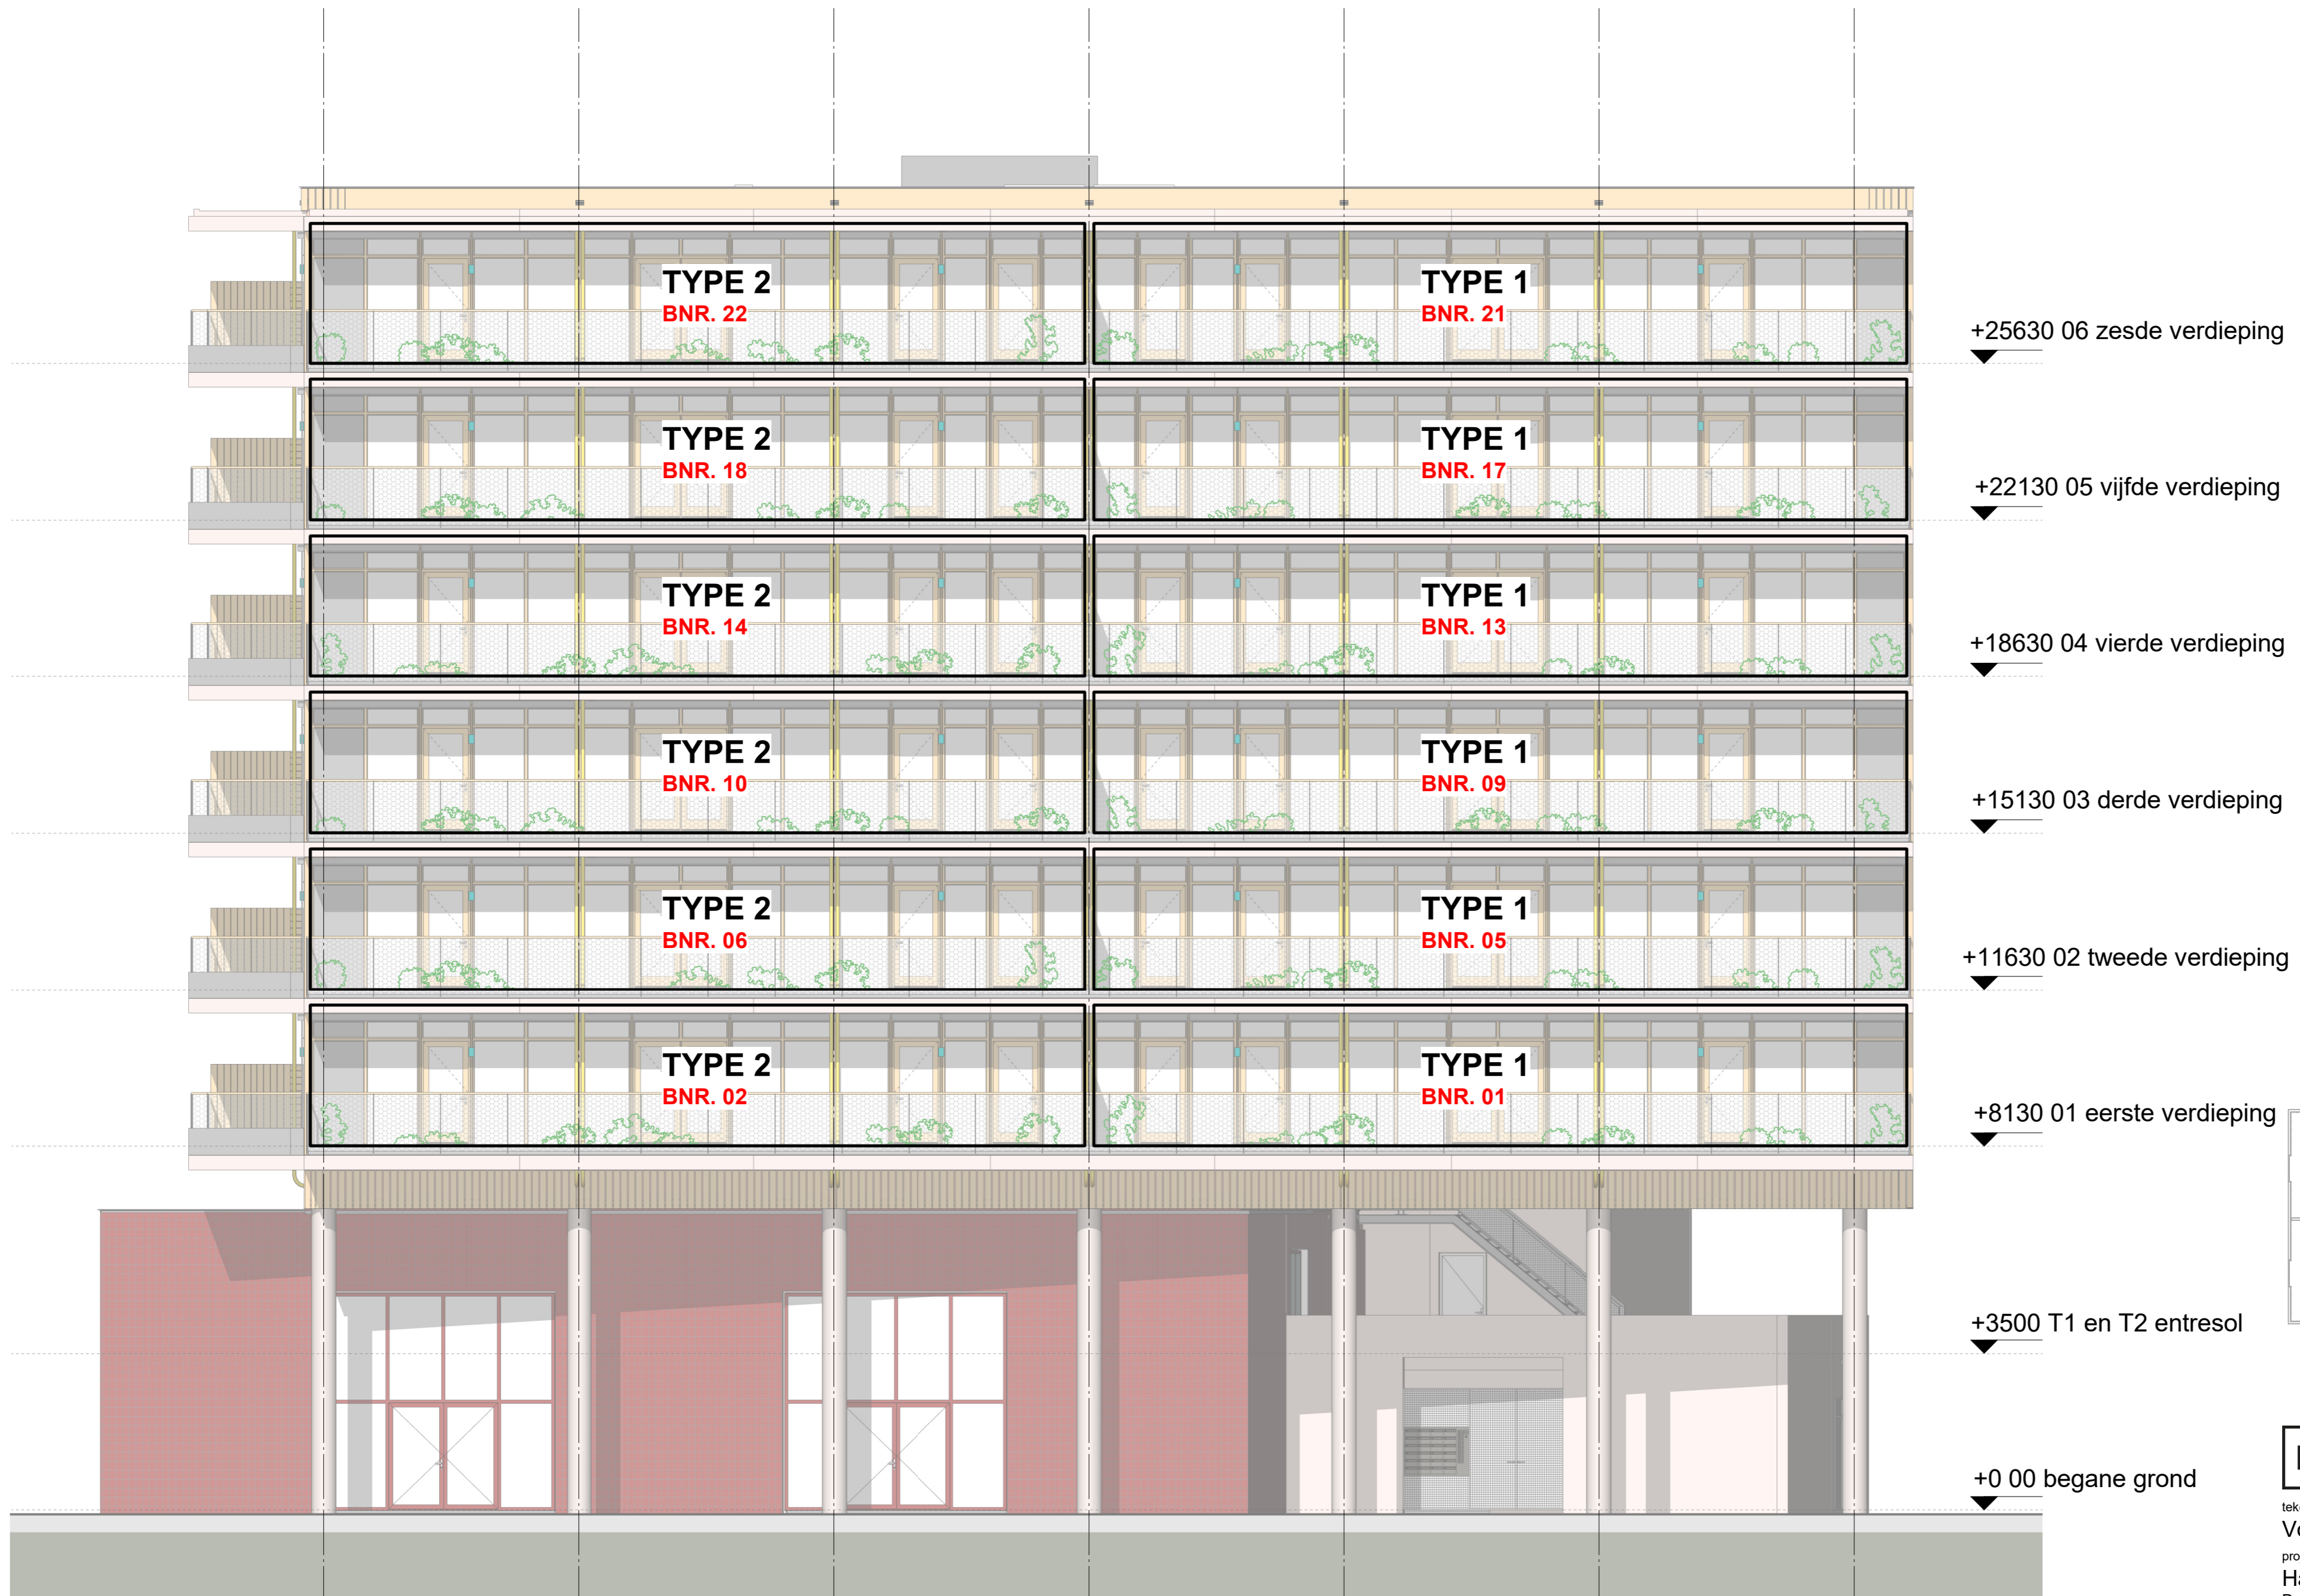 TYPE 2
BNR. 22
TYPE 1
BNR. 21
+25630 06 zesde verdieping
TYPE 2
BNR. 18
TYPE 1
BNR. 17
+22130 05 vijfde verdieping
TYPE 2
BNR. 14
TYPE 1
BNR. 13
+18630 04 vierde verdieping
TYPE 2
BNR. 10
TYPE 1
BNR. 09
+15130 03 derde verdieping
TYPE 2
BNR. 06
TYPE 1
BNR. 05
+11630 02 tweede verdieping
TYPE 2
BNR. 02
TYPE 1
BNR. 01
+8130 01 eerste verdieping
+3500 T1 en T2 entresol
+0 00 begane grond